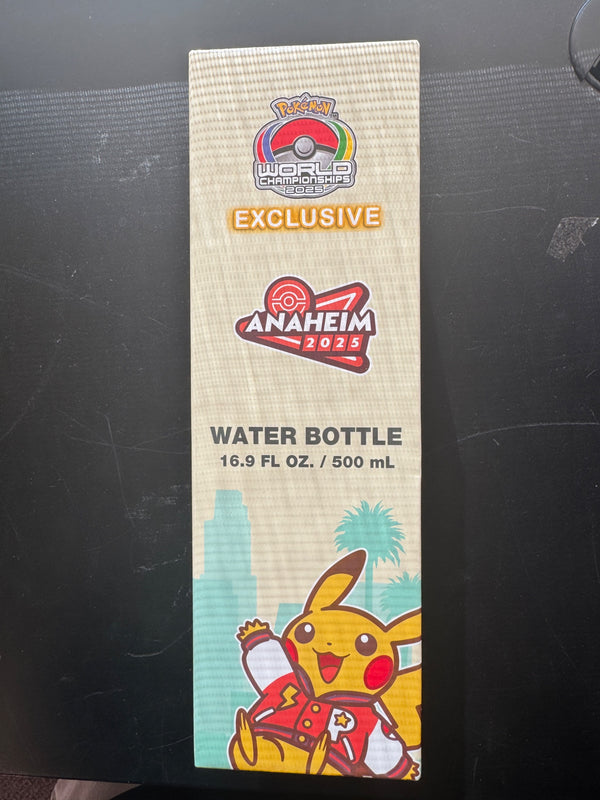 POKéMON
WORLD
CHAMPIONSHIPS
2025
EXCLUSIVE
ANAHEIM
2025
WATER BOTTLE
16.9 FL OZ. / 500 mL
P